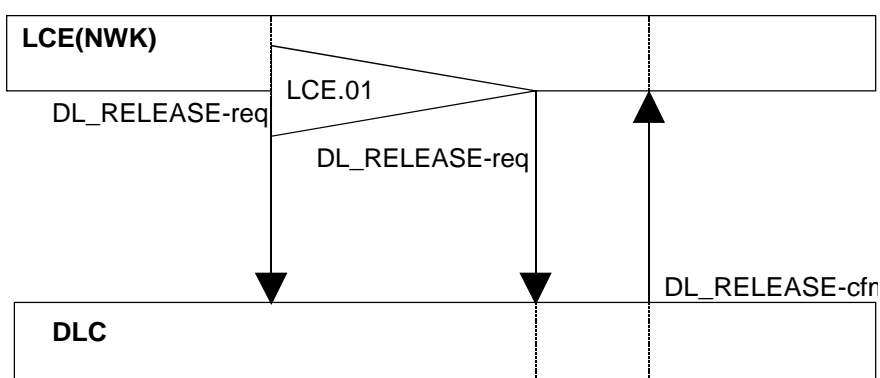 LCE(NWK)
LCE.01
DL_RELEASE-req
DL_RELEASE-req
DL_RELEASE-cfm
DLC